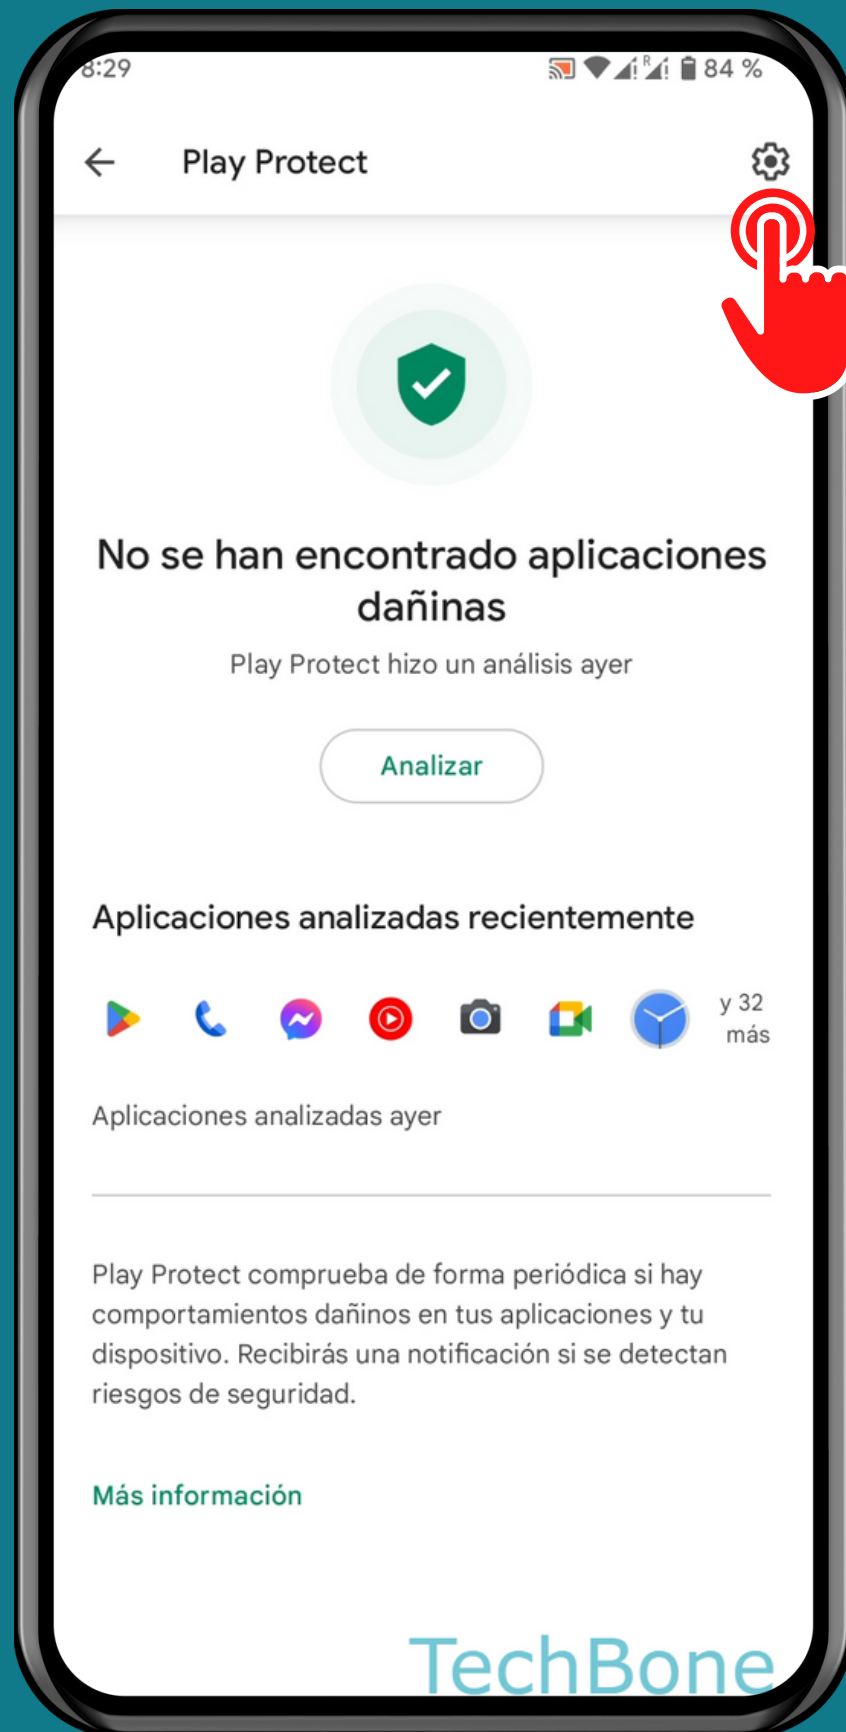 8:29
R
84 %
Play Protect
No se han encontrado aplicaciones
dañinas
Play Protect hizo un análisis ayer
Analizar
Aplicaciones analizadas recientemente
y 32
más
Aplicaciones analizadas ayer
Play Protect comprueba de forma periódica si hay
comportamientos dañinos en tus aplicaciones y tu
dispositivo. Recibirás una notificación si se detectan
riesgos de seguridad.
Más información
TechBone